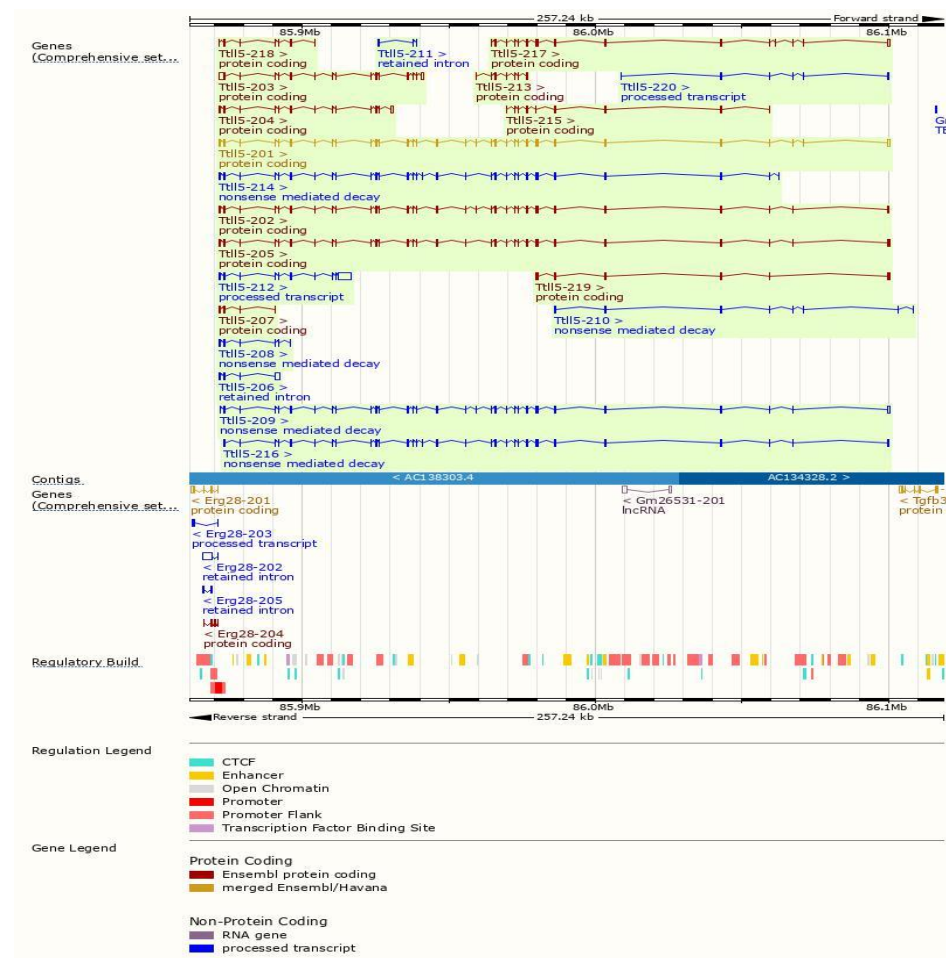 257.24 kb
Forward strand
85.9Mb 86.0Mb 86.1Mb
Genes
(Comprehensive set...
Ttll5-218 > Ttll5-211 > Ttll5-217 >
protein coding retained intron protein coding
Ttll5-203 > Ttll5-213 > Ttll5-220 >
protein coding protein coding processed transcript
Ttll5-204 > Ttll5-215 >
protein coding protein coding
Ttll5-201 >
protein coding
Ttll5-214 >
nonsense mediated decay
Ttll5-202 >
protein coding
Ttll5-205 >
protein coding
Ttll5-212 > Ttll5-219 >
processed transcript protein coding
Ttll5-207 > Ttll5-210 >
protein coding nonsense mediated decay
Ttll5-208 >
nonsense mediated decay
Ttll5-206 >
retained intron
Ttll5-209 >
nonsense mediated decay
Ttll5-216 >
nonsense mediated decay
Contigs < AC138303.4 AC134328.2 >
Genes
(Comprehensive set...
< Erg28-201 < Gm26531-201 < Tgfb3
protein coding lncRNA protein
< Erg28-203
processed transcript
< Erg28-202
retained intron
< Erg28-205
retained intron
< Erg28-204
protein coding
Regulatory Build
85.9Mb 86.0Mb 86.1Mb
Reverse strand 257.24 kb
Regulation Legend
CTCF
Enhancer
Open Chromatin
Promoter
Promoter Flank
Transcription Factor Binding Site
Gene Legend
Protein Coding
Ensembl protein coding
merged Ensembl/Havana
Non-Protein Coding
RNA gene
processed transcript